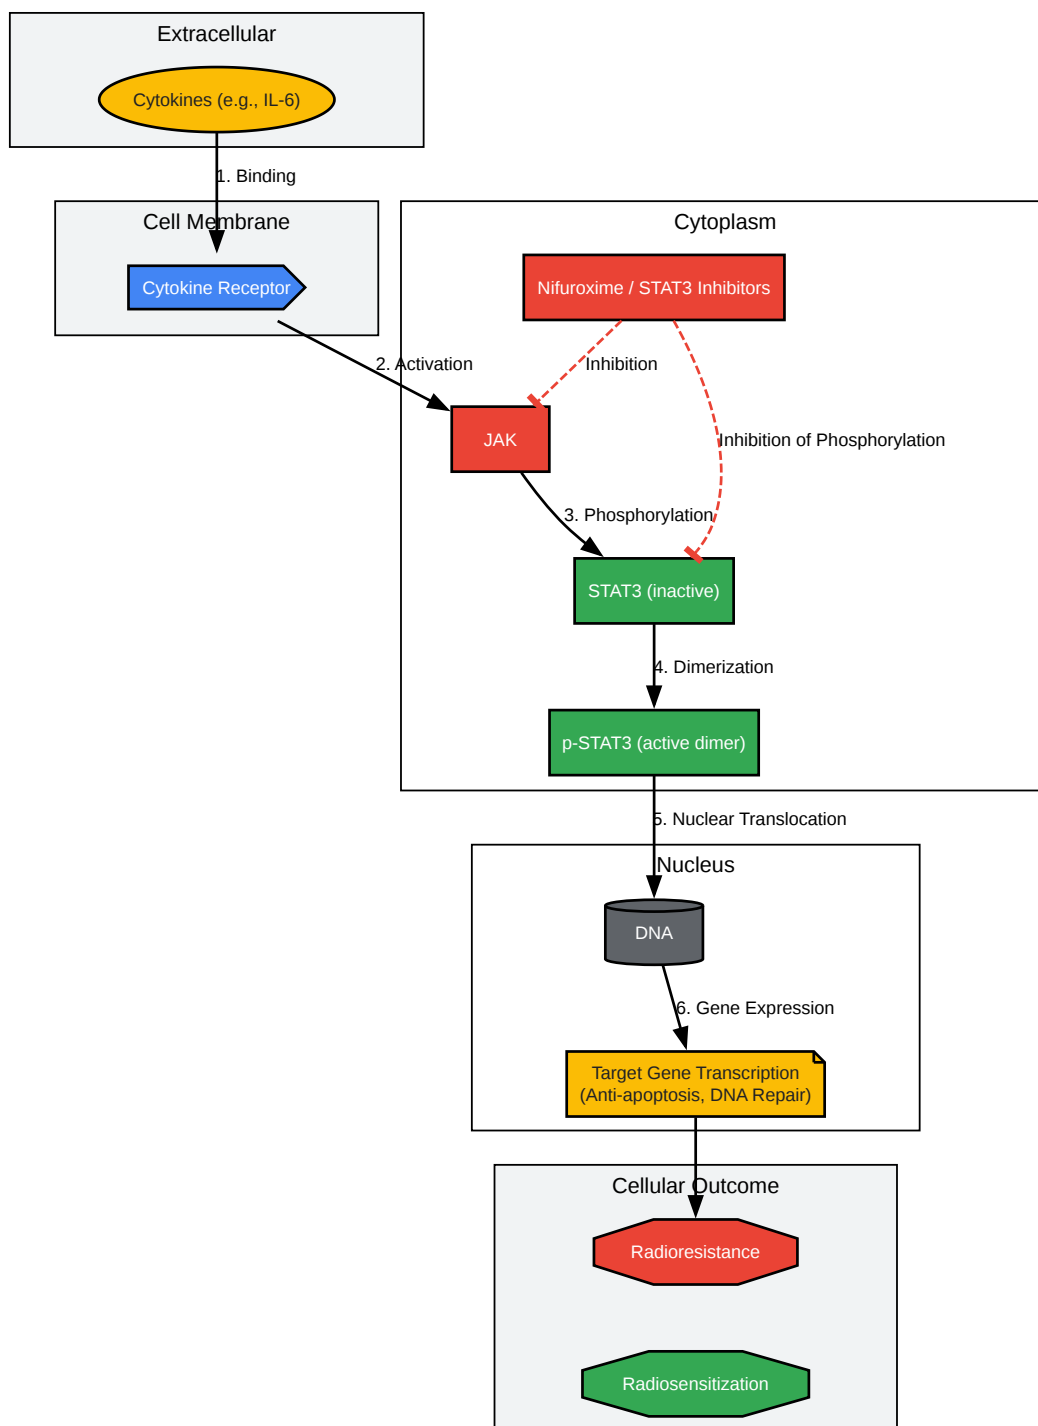 Extracellular
Cytokines (e.g., IL-6)
1. Binding
Cell Membrane
Cytoplasm
Cytokine Receptor
Nifuroxime / STAT3 Inhibitors
2. Activation
Inhibition
JAK
Inhibition of Phosphorylation
3. Phosphorylation
STAT3 (inactive)
4. Dimerization
p-STAT3 (active dimer)
5. Nuclear Translocation
Nucleus
DNA
6. Gene Expression
Target Gene Transcription
(Anti-apoptosis, DNA Repair)
Cellular Outcome
Radioresistance
Radiosensitization